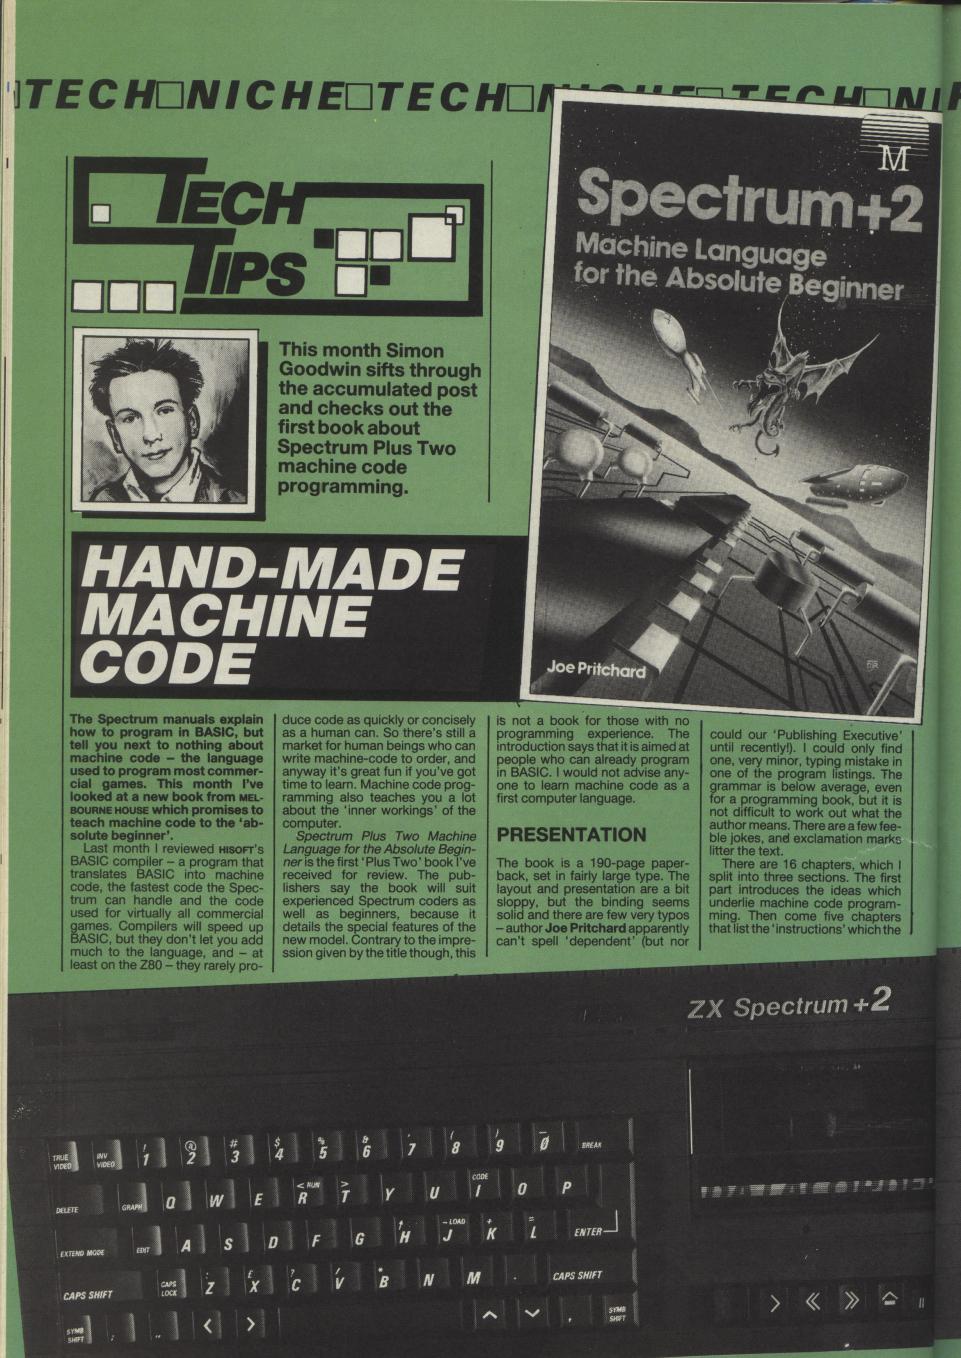 TECH□NICHE□TECH□NICHE□TECH□NI
TECH
TIPS
This month Simon
Goodwin sifts through
the accumulated post
and checks out the
first book about
Spectrum Plus Two
machine code
programming.
M
Spectrum+2
Machine Language
for the Absolute Beginner
Joe Pritchard
HAND-MADE
MACHINE
CODE
The Spectrum manuals explain
how to program in BASIC, but
tell you next to nothing about
machine code – the language
used to program most commer-
cial games. This month I've
looked at a new book from MEL-
BOURNE HOUSE which promises to
teach machine code to the 'ab-
solute beginner'.
Last month I reviewed HISOFT's
BASIC compiler – a program that
translates BASIC into machine
code, the fastest code the Spec-
trum can handle and the code
used for virtually all commercial
games. Compilers will speed up
BASIC, but they don't let you add
much to the language, and – at
least on the Z80 – they rarely pro-
duce code as quickly or concisely
as a human can. So there's still a
market for human beings who can
write machine-code to order, and
anyway it's great fun if you've got
time to learn. Machine code prog-
ramming also teaches you a lot
about the 'inner workings' of the
computer.
Spectrum Plus Two Machine
Language for the Absolute Begin-
ner is the first 'Plus Two' book I've
received for review. The pub-
lishers say the book will suit
experienced Spectrum coders as
well as beginners, because it
details the special features of the
new model. Contrary to the impre-
ssion given by the title though, this
is not a book for those with no
programming experience. The
introduction says that it is aimed at
people who can already program
in BASIC. I would not advise any-
one to learn machine code as a
first computer language.
PRESENTATION
The book is a 190-page paper-
back, set in fairly large type. The
layout and presentation are a bit
sloppy, but the binding seems
solid and there are few very typos
– author Joe Pritchard apparently
can't spell 'dependent' (but nor
could our 'Publishing Executive'
until recently!). I could only find
one, very minor, typing mistake in
one of the program listings. The
grammar is below average, even
for a programming book, but it is
not difficult to work out what the
author means. There are a few fee-
ble jokes, and exclamation marks
litter the text.
There are 16 chapters, which I
split into three sections. The first
part introduces the ideas which
underlie machine code program-
ming. Then come five chapters
that list the 'instructions' which the
ZX Spectrum +2
TRUE VIDEO INV VIDEO ! 1 @ 2 # 3 $ 4 % 5 & 6 ' 7 ( 8 ) 9 _ 0 BREAK
DELETE GRAPH Q W E < RUN R > T Y U CODE I O P
EXTEND MODE EDIT A S D F G ↑ H – LOAD J + K = L ENTER
CAPS SHIFT CAPS LOCK : Z £ X ? C / V * B N M . CAPS SHIFT
SYMB SHIFT ; " < > ^ ⌄ , SYMB SHIFT